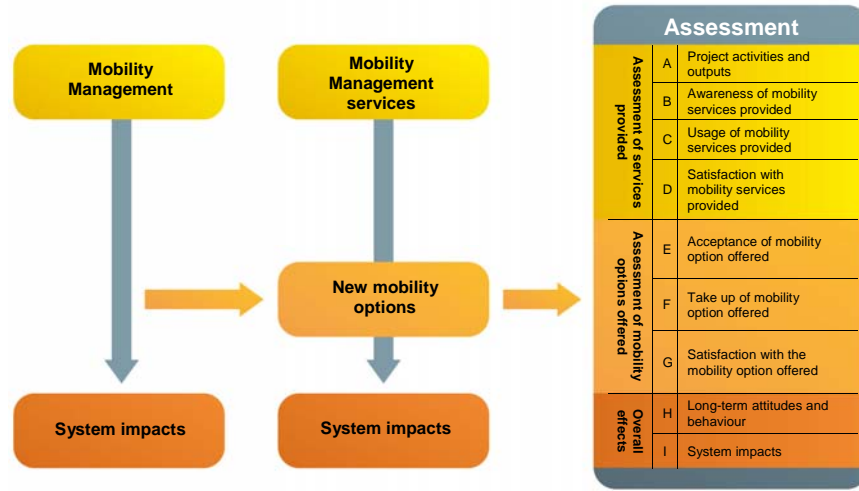 Mobility
Management
System impacts
Mobility
Management
services
New mobility
options
System impacts
Assessment
Assessment of services
provided
A
Project activities and
outputs
B
Awareness of mobility
services provided
C
Usage of mobility
services provided
D
Satisfaction with
mobility services
provided
Assessment of mobility
options offered
E
Acceptance of mobility
option offered
F
Take up of mobility
option offered
G
Satisfaction with the
mobility option offered
Overall
effects
H
Long-term attitudes and
behaviour
I
System impacts